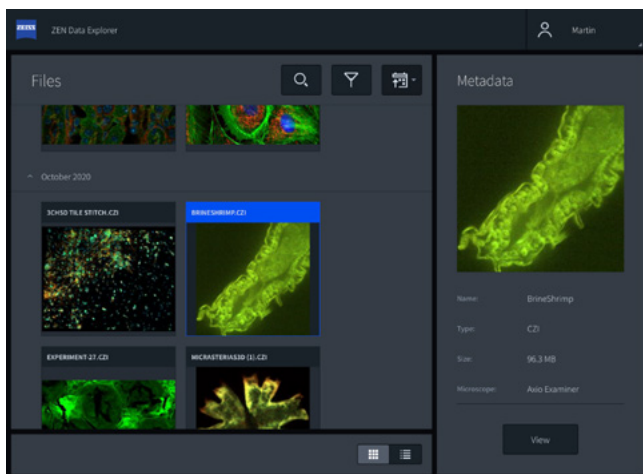 ZEISS
ZEN Data Explorer
Martin
Files
October 2020
3CH3D TILE STITCH.CZI
BRINESHRIMP.CZI
EXPERIMENT-27.CZI
MICRASTERIAS3D (1).CZI
Metadata
Name: BrineShrimp
Type: CZI
Size: 96.3 MB
Microscope: Axio Examiner
View